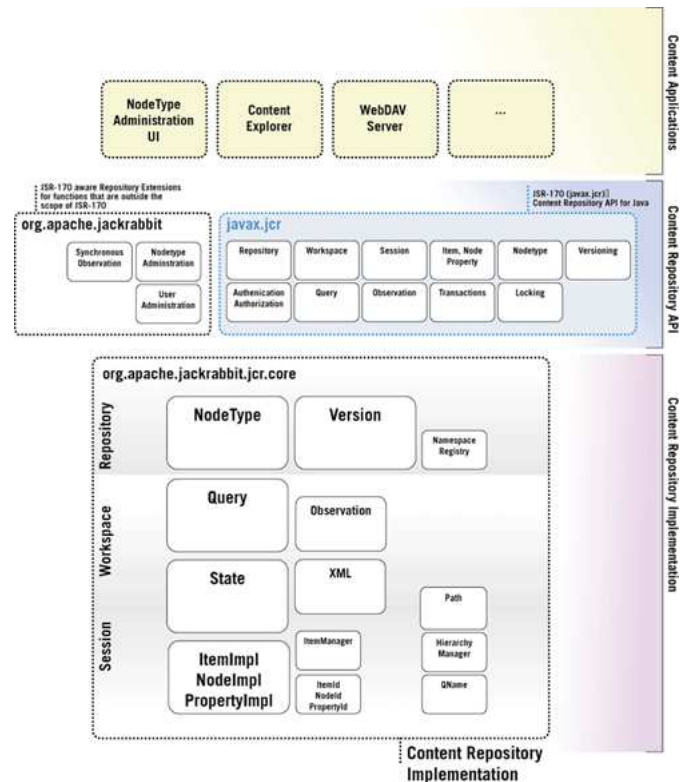 Content Applications
NodeType
Administration
UI
Content
Explorer
WebDAV
Server
...
JSR-170 aware Repository Extensions
for functions that are outside the
scope of JSR-170
JSR-170 (javax.jcr)
Content Repository API for Java
Content Repository API
org.apache.jackrabbit
Synchronous
Observation
Nodetype
Adminstration
User
Administration
javax.jcr
Repository
Workspace
Session
Item, Node
Property
Nodetype
Versioning
Authenication
Authorization
Query
Observation
Transactions
Locking
Content Repository Implementation
org.apache.jackrabbit.jcr.core
Repository
NodeType
Version
Namespace
Registry
Workspace
Query
Observation
State
XML
Path
Session
ItemImpl
NodeImpl
PropertyImpl
ItemManager
Hierarchy
Manager
ItemId
NodeId
PropertyId
QName
Content Repository
Implementation